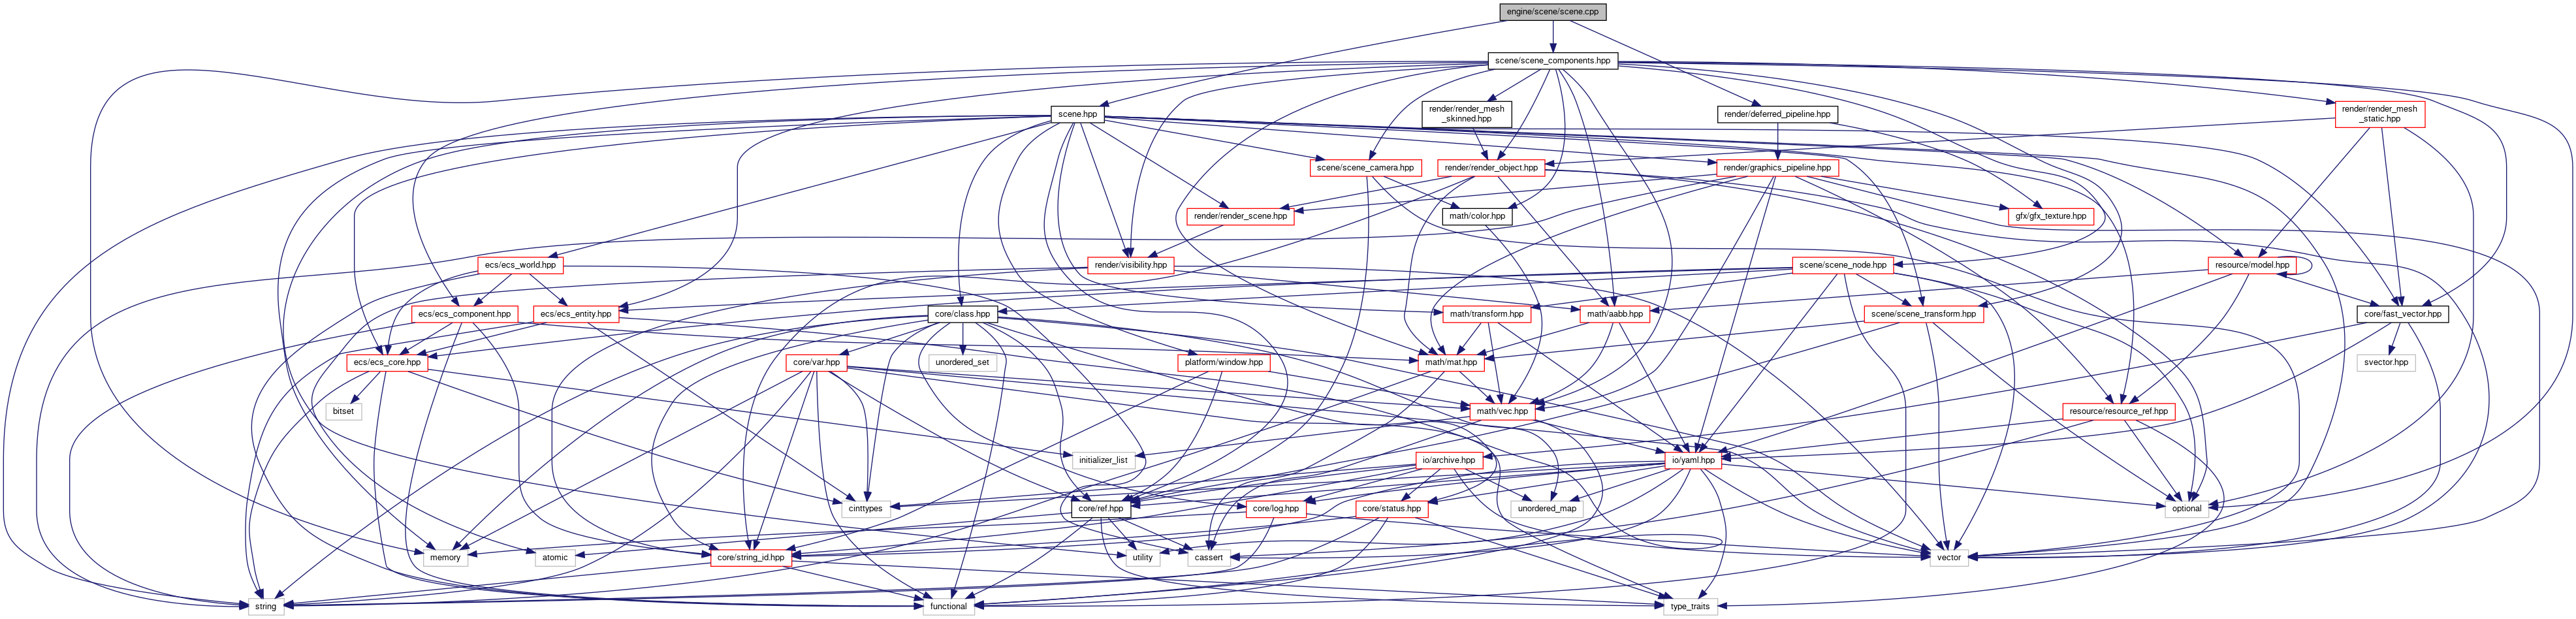 engine/scene/scene.cpp
scene/scene_components.hpp
scene.hpp
render/render_mesh
_skinned.hpp
render/deferred_pipeline.hpp
render/render_mesh
_static.hpp
scene/scene_camera.hpp
render/render_object.hpp
render/graphics_pipeline.hpp
render/render_scene.hpp
math/color.hpp
gfx/gfx_texture.hpp
ecs/ecs_world.hpp
render/visibility.hpp
scene/scene_node.hpp
resource/model.hpp
ecs/ecs_component.hpp
ecs/ecs_entity.hpp
core/class.hpp
math/transform.hpp
math/aabb.hpp
scene/scene_transform.hpp
core/fast_vector.hpp
ecs/ecs_core.hpp
core/var.hpp
unordered_set
platform/window.hpp
math/mat.hpp
svector.hpp
bitset
math/vec.hpp
resource/resource_ref.hpp
initializer_list
io/archive.hpp
io/yaml.hpp
cinttypes
core/ref.hpp
core/log.hpp
core/status.hpp
unordered_map
optional
memory
atomic
core/string_id.hpp
utility
cassert
vector
string
functional
type_traits